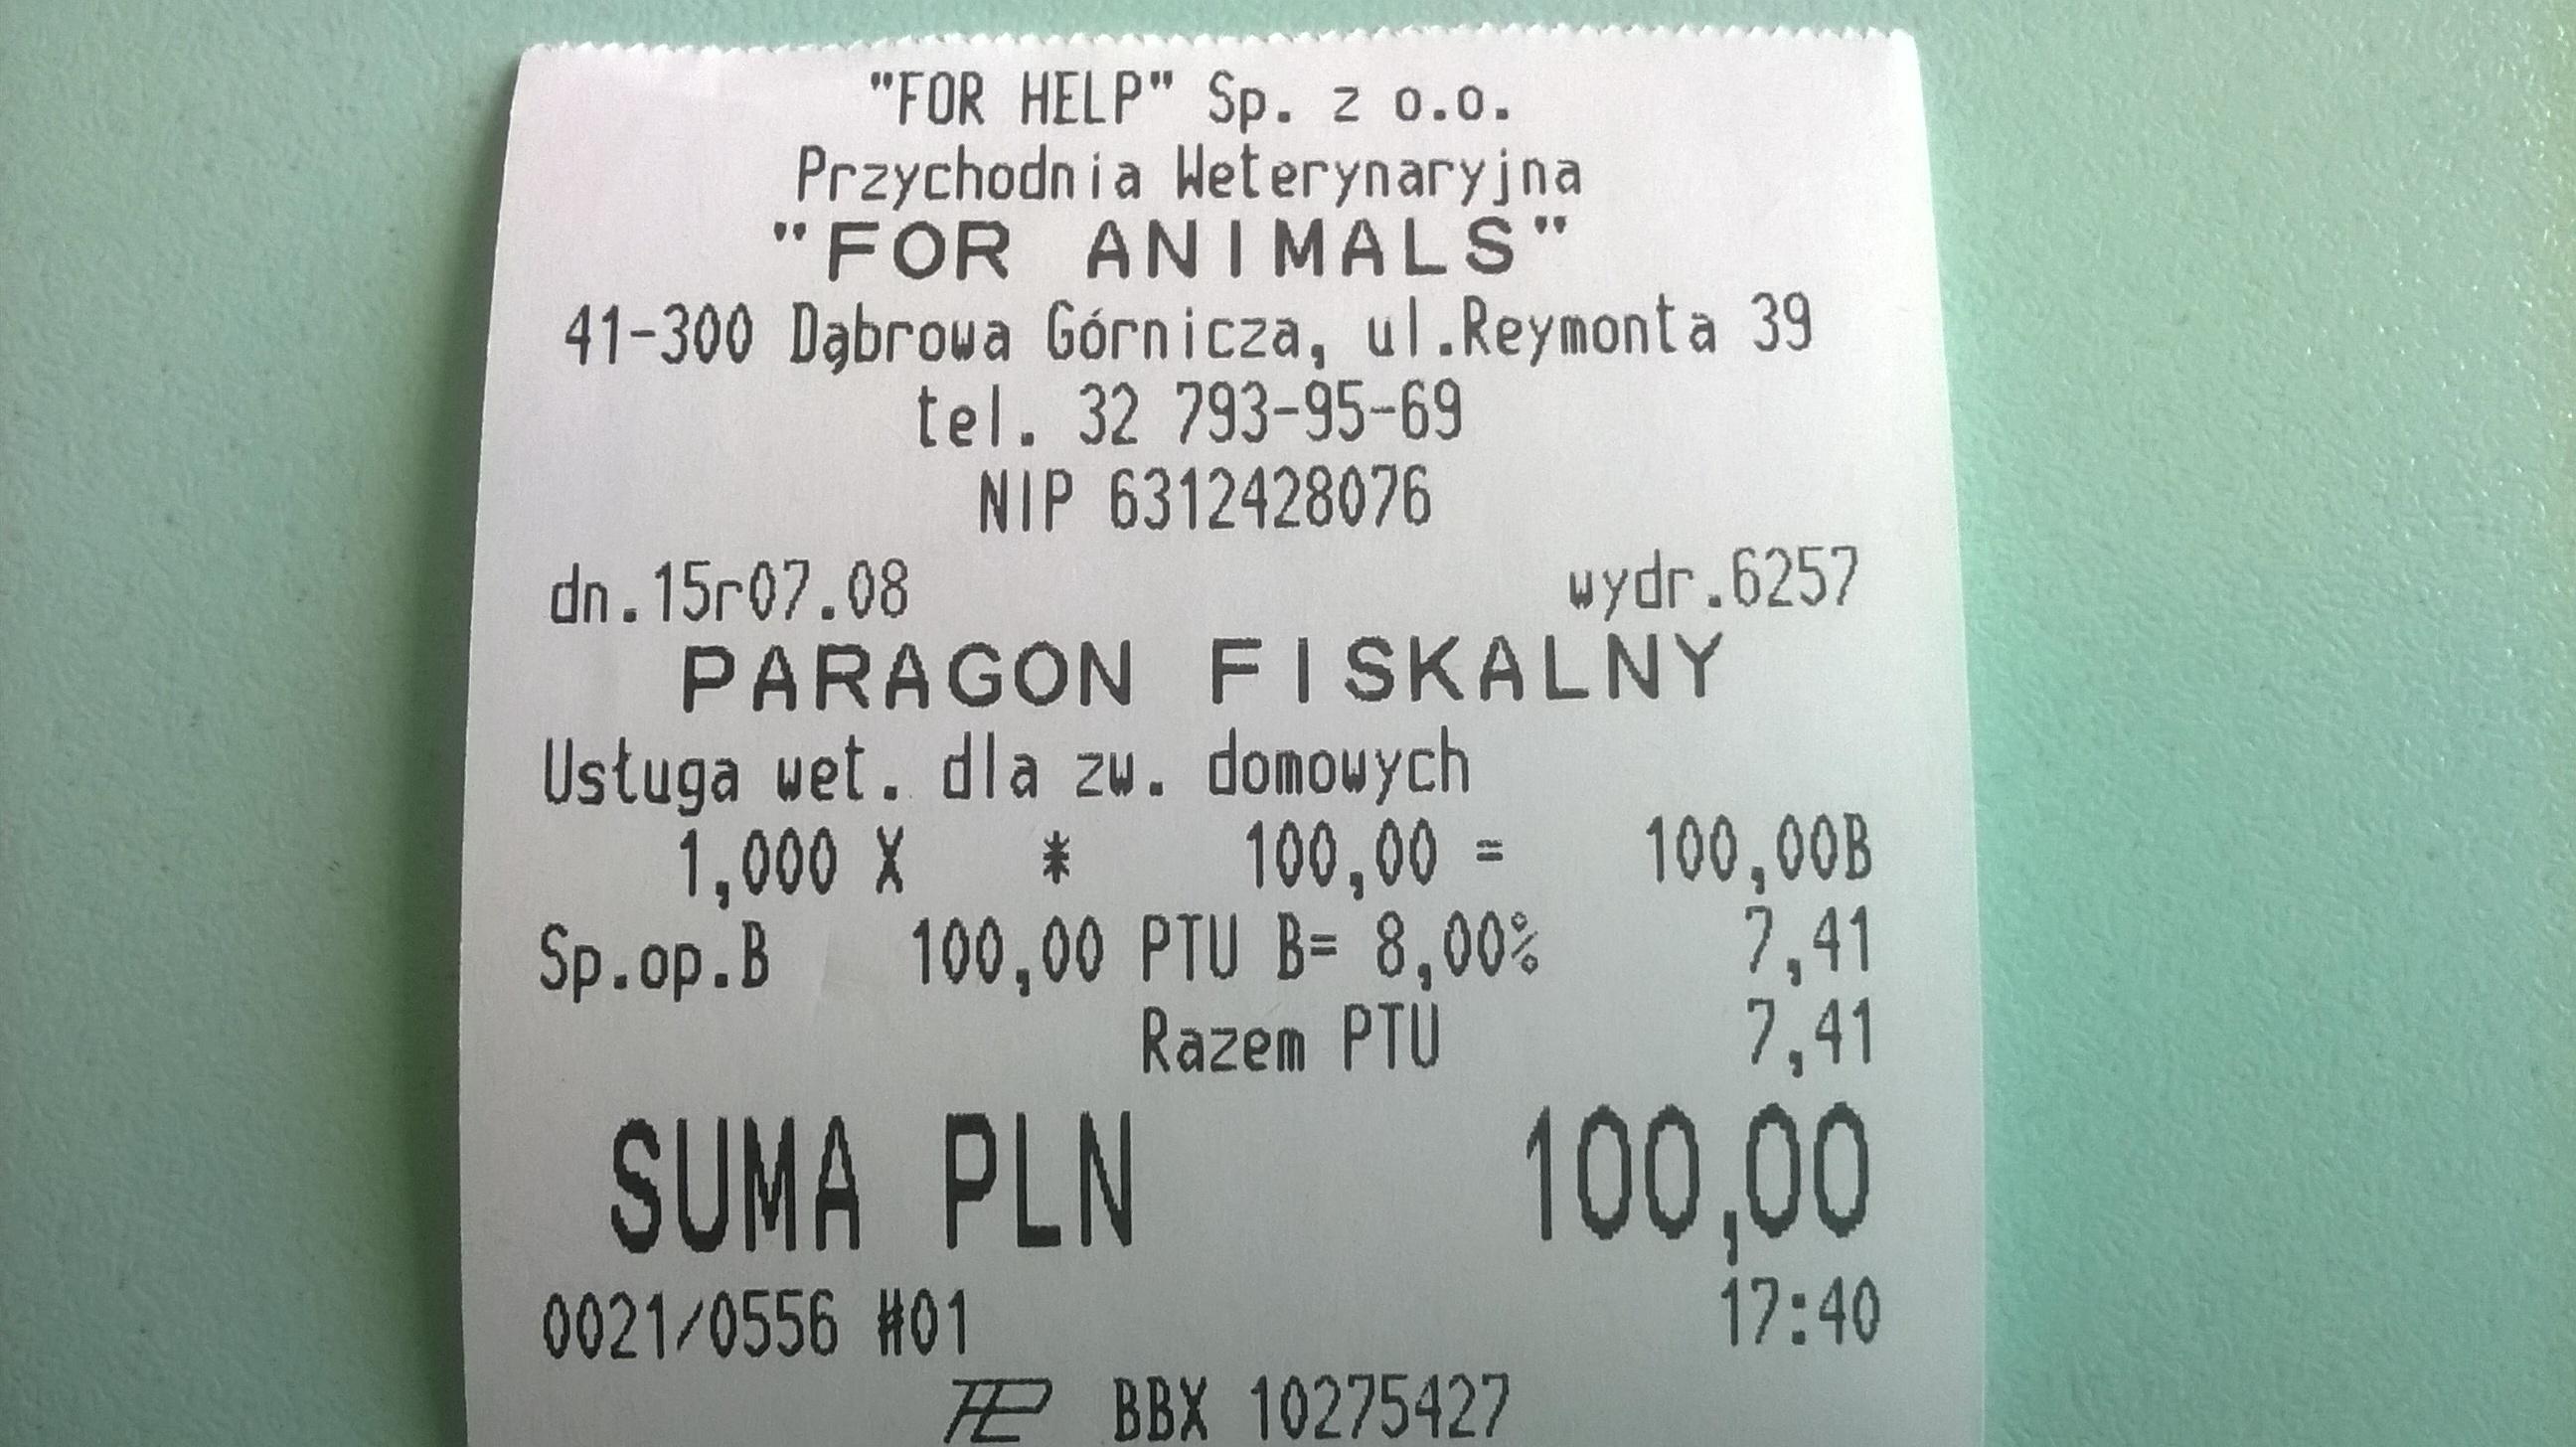 "FOR HELP" Sp. z o.o.
Przychodnia Weterynaryjna
"FOR ANIMALS"
41-300 Dąbrowa Górnicza, ul.Reymonta 39
tel. 32 793-95-69
NIP 6312428076
dn.15r07.08 wydr.6257
PARAGON FISKALNY
Usługa wet. dla zw. domowych
1,000 X * 100,00 = 100,00B
Sp.op.B 100,00 PTU B= 8,00% 7,41
Razem PTU 7,41
SUMA PLN 100,00
0021/0556 #01 17:40
BBX 10275427